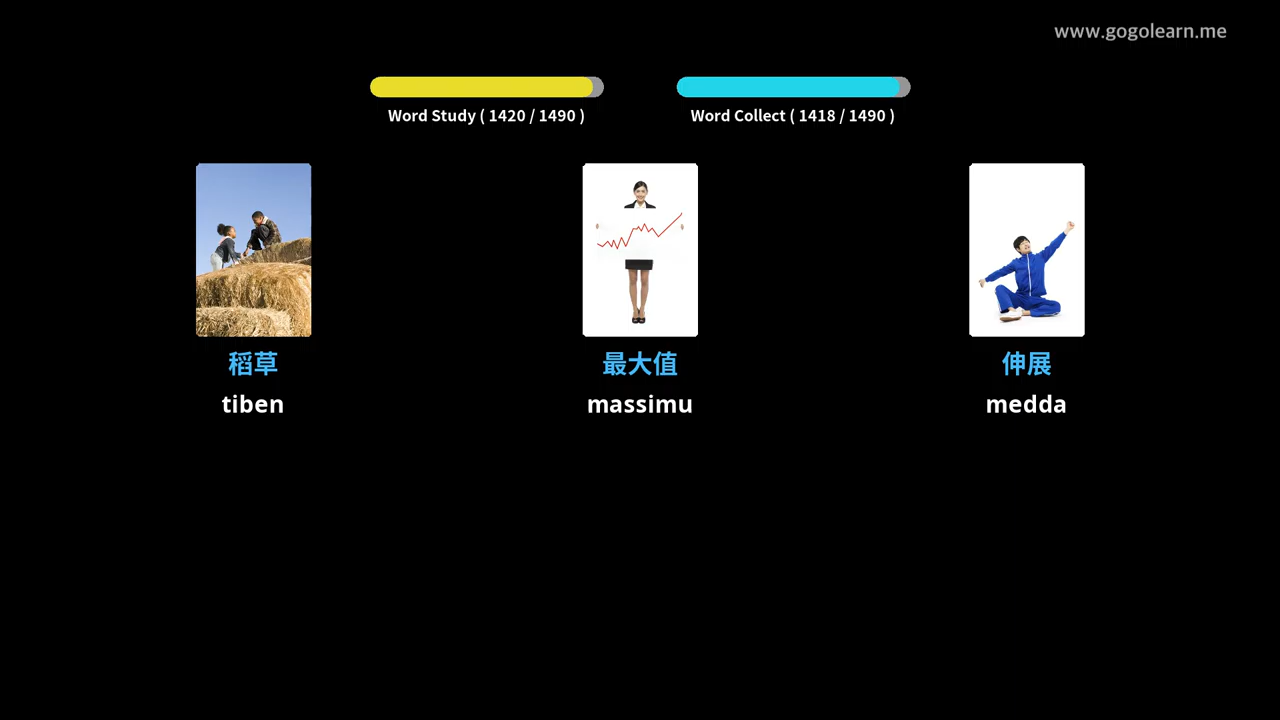 www.gogolearn.me
Word Study ( 1420 / 1490 )
Word Collect ( 1418 / 1490 )
稻草
最大值
伸展
tiben
massimu
medda